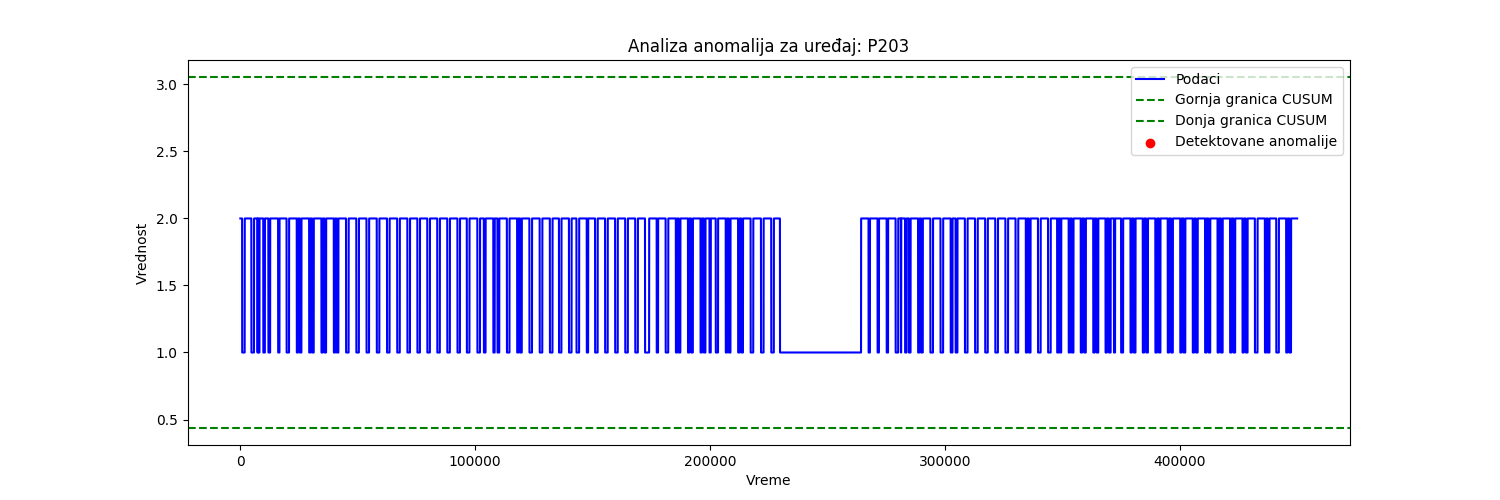 Analiza anomalija za uređaj: P203
Podaci
Gornja granica CUSUM
Donja granica CUSUM
Detektovane anomalije
Vrednost
3.0
2.5
2.0
1.5
1.0
0.5
0 100000 200000 300000 400000
Vreme